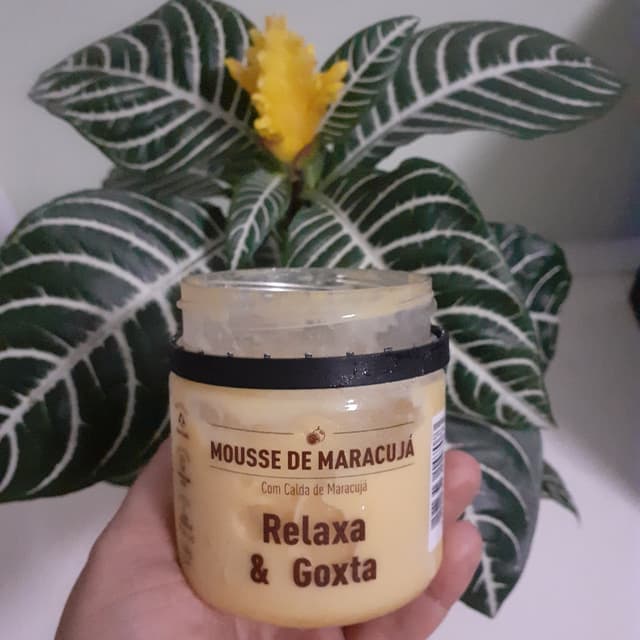 MOUSSE DE MARACUJÁ
Com Calda de Maracujá
Relaxa
& Goxta